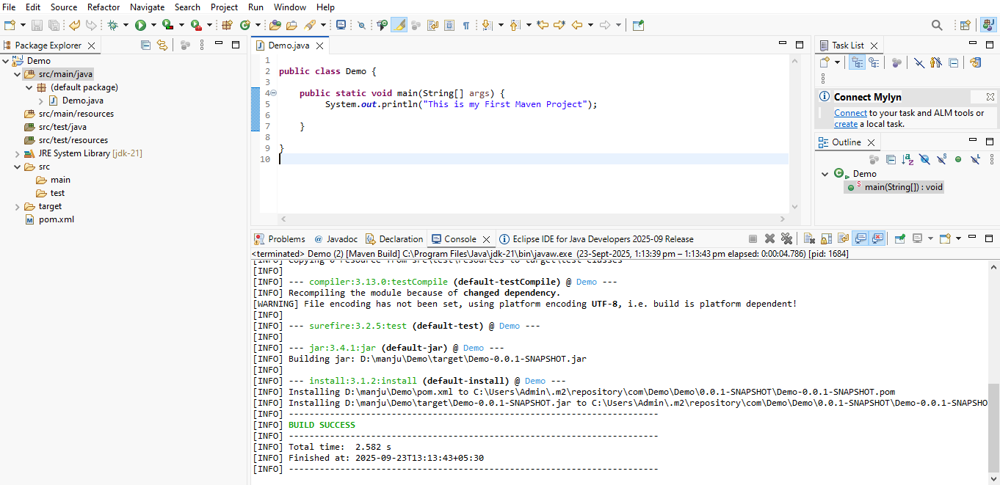 File Edit Source Refactor Navigate Search Project Run Window Help
Package Explorer
Demo
src/main/java
(default package)
Demo.java
src/main/resources
src/test/java
src/test/resources
JRE System Library [jdk-21]
src
main
test
target
pom.xml
Demo.java
1
2 public class Demo {
3
4 public static void main(String[] args) {
5 System.out.println("This is my First Maven Project");
6
7 }
8
9 }
10
Task List
Connect Mylyn
Connect to your task and ALM tools or
create a local task.
Outline
Demo
main(String[]) : void
Problems @ Javadoc Declaration Console Eclipse IDE for Java Developers 2025-09 Release
<terminated> Demo (2) [Maven Build] C:\Program Files\Java\jdk-21\bin\javaw.exe (23-Sept-2025, 1:13:39 pm – 1:13:43 pm elapsed: 0:00:04.786) [pid: 1684]
[INFO] Copying 0 resource from src\test\resources to target\test-classes
[INFO]
[INFO] --- compiler:3.13.0:testCompile (default-testCompile) @ Demo ---
[INFO] Recompiling the module because of changed dependency.
[WARNING] File encoding has not been set, using platform encoding UTF-8, i.e. build is platform dependent!
[INFO]
[INFO] --- surefire:3.2.5:test (default-test) @ Demo ---
[INFO]
[INFO] --- jar:3.4.1:jar (default-jar) @ Demo ---
[INFO] Building jar: D:\manju\Demo\target\Demo-0.0.1-SNAPSHOT.jar
[INFO]
[INFO] --- install:3.1.2:install (default-install) @ Demo ---
[INFO] Installing D:\manju\Demo\pom.xml to C:\Users\Admin\.m2\repository\com\Demo\Demo\0.0.1-SNAPSHOT\Demo-0.0.1-SNAPSHOT.pom
[INFO] Installing D:\manju\Demo\target\Demo-0.0.1-SNAPSHOT.jar to C:\Users\Admin\.m2\repository\com\Demo\Demo\0.0.1-SNAPSHOT\Demo-0.0.1-SNAPSHO
[INFO] ------------------------------------------------------------------------
[INFO] BUILD SUCCESS
[INFO] ------------------------------------------------------------------------
[INFO] Total time:  2.582 s
[INFO] Finished at: 2025-09-23T13:13:43+05:30
[INFO] ------------------------------------------------------------------------